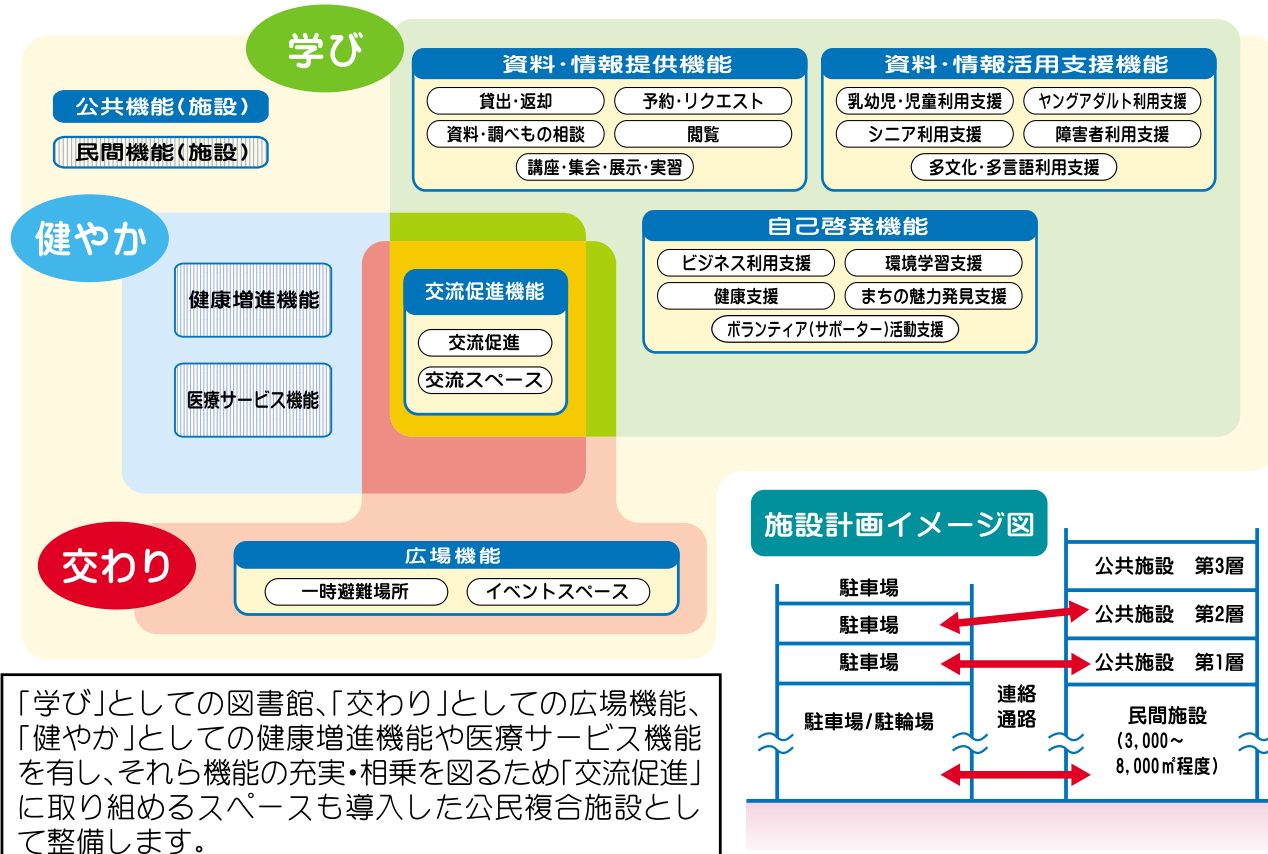 学び
公共機能(施設)
民間機能(施設)
資料・情報提供機能
貸出・返却
予約・リクエスト
資料・調べもの相談
閲覧
講座・集会・展示・実習
資料・情報活用支援機能
乳幼児・児童利用支援
ヤングアダルト利用支援
シニア利用支援
障害者利用支援
多文化・多言語利用支援
自己啓発機能
ビジネス利用支援
環境学習支援
健康支援
まちの魅力発見支援
ボランティア(サポーター)活動支援
健やか
健康増進機能
医療サービス機能
交流促進機能
交流促進
交流スペース
交わり
広場機能
一時避難場所
イベントスペース
「学び」としての図書館、「交わり」としての広場機能、
「健やか」としての健康増進機能や医療サービス機能
を有し、それら機能の充実・相乗を図るため「交流促進」
に取り組めるスペースも導入した公民複合施設とし
て整備します。
施設計画イメージ図
駐車場
駐車場
駐車場
駐車場/駐輪場
連絡
通路
公共施設 第3層
公共施設 第2層
公共施設 第1層
民間施設
(3,000～
8,000㎡程度)